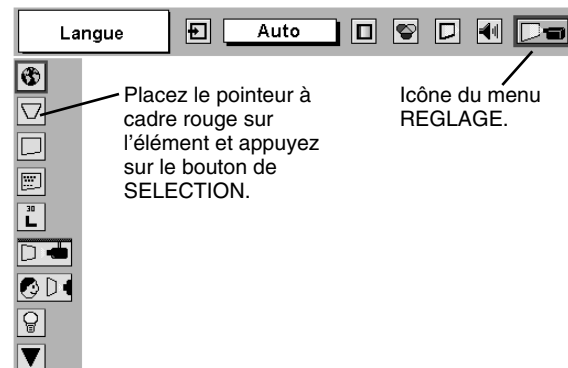 Langue
Auto
Placez le pointeur à
cadre rouge sur
l'élément et appuyez
sur le bouton de
SELECTION.
Icône du menu
REGLAGE.
30
L